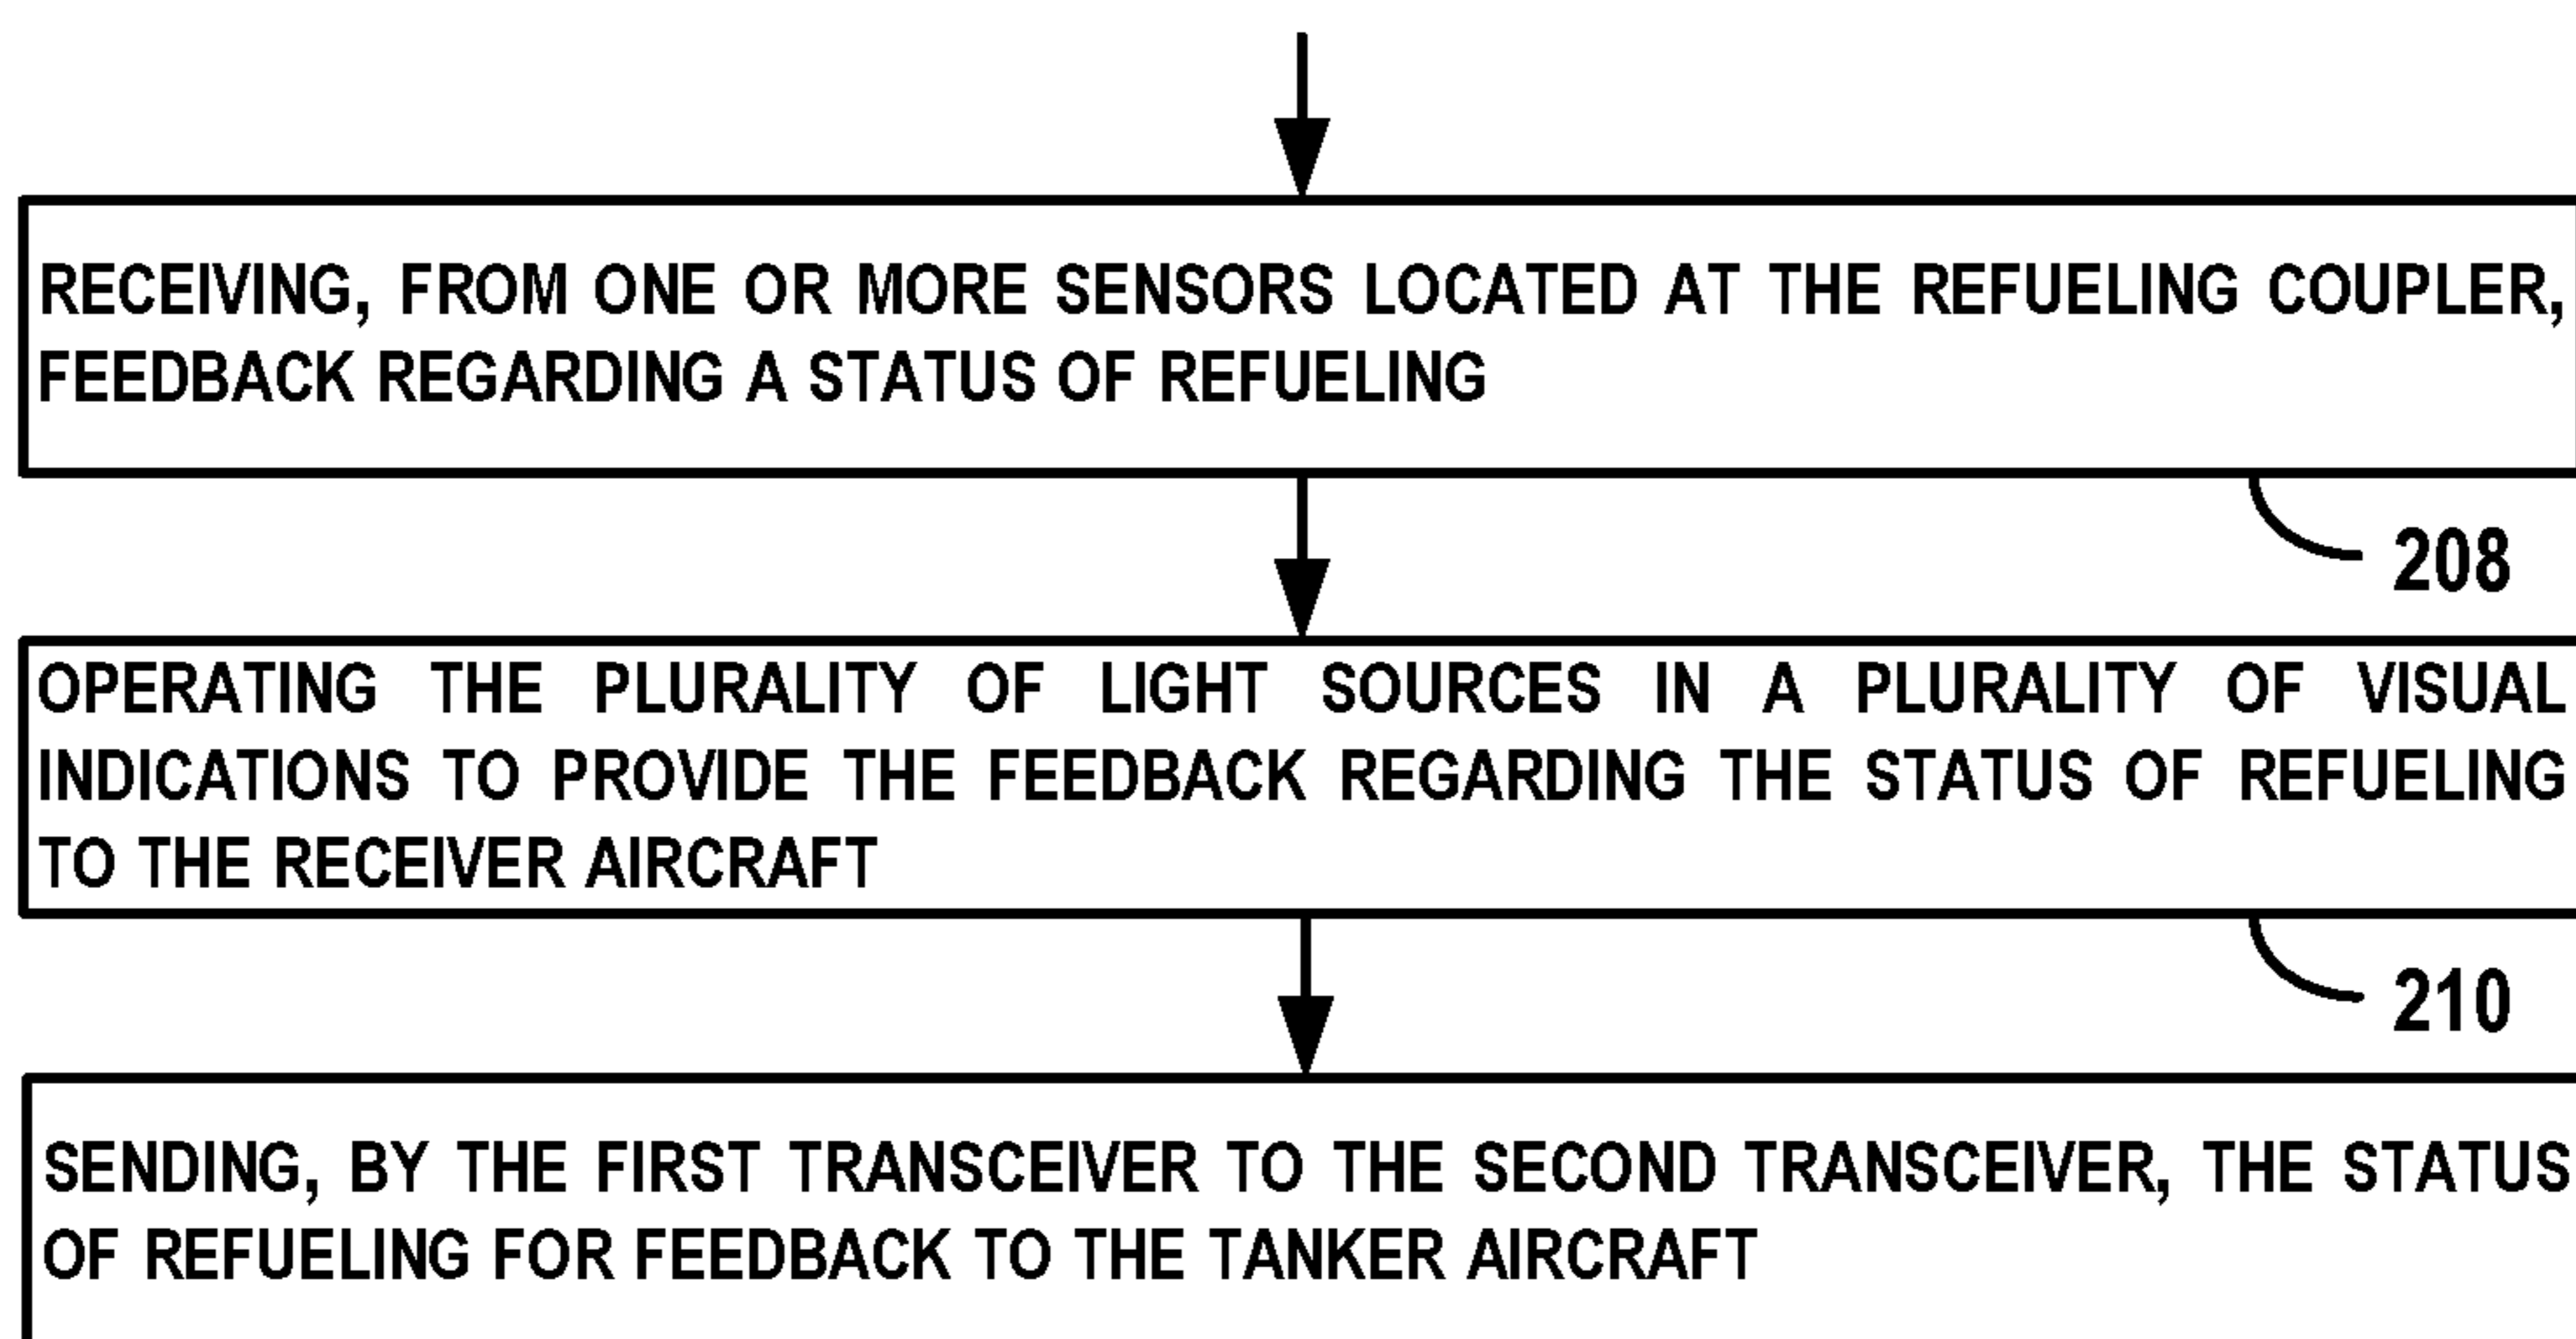 RECEIVING, FROM ONE OR MORE SENSORS LOCATED AT THE REFUELING COUPLER,
FEEDBACK REGARDING A STATUS OF REFUELING
208
OPERATING THE PLURALITY OF LIGHT SOURCES IN A PLURALITY OF VISUAL
INDICATIONS TO PROVIDE THE FEEDBACK REGARDING THE STATUS OF REFUELING
TO THE RECEIVER AIRCRAFT
210
SENDING, BY THE FIRST TRANSCEIVER TO THE SECOND TRANSCEIVER, THE STATUS
OF REFUELING FOR FEEDBACK TO THE TANKER AIRCRAFT